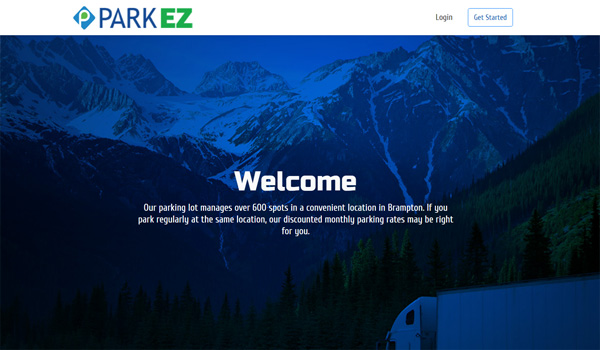 PARK EZ
Login
Get Started
Welcome
Our parking lot manages over 600 spots in a convenient location in Brampton. If you
park regularly at the same location, our discounted monthly parking rates may be right
for you.